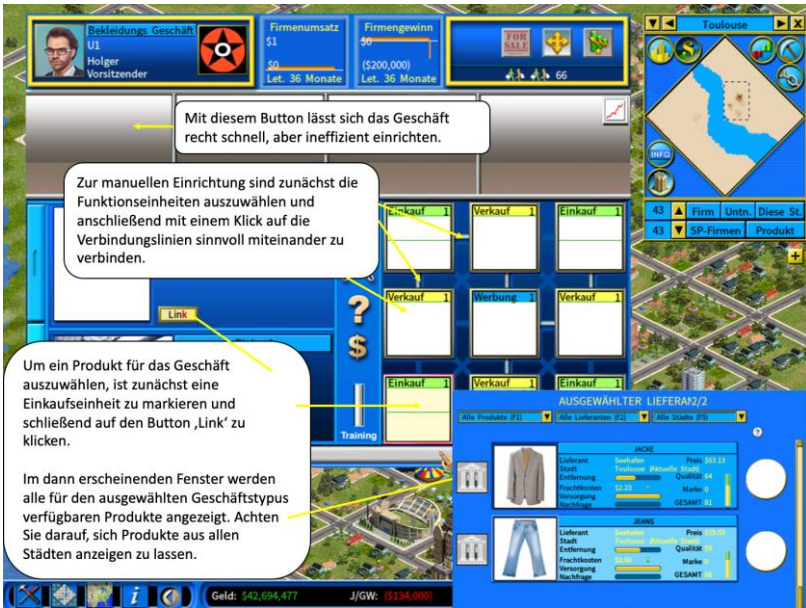 Bekleidungs Geschäft
U1
Holger
Vorsitzender
Firmenumsatz
$1
$0
Let. 36 Monate
Firmengewinn
$0
($200,000)
Let. 36 Monate
FOR SALE
66
Toulouse
INFO
43 Firm Untn. Diese St.
43 SP-Firmen Produkt
Mit diesem Button lässt sich das Geschäft
recht schnell, aber ineffizient einrichten.
Zur manuellen Einrichtung sind zunächst die
Funktionseinheiten auszuwählen und
anschließend mit einem Klick auf die
Verbindungslinien sinnvoll miteinander zu
verbinden.
Einkauf 1 Verkauf 1 Einkauf 1
Verkauf 1 Werbung 1 Verkauf 1
Einkauf 1 Verkauf 1 Einkauf 1
Link
Training
Um ein Produkt für das Geschäft
auszuwählen, ist zunächst eine
Einkaufseinheit zu markieren und
schließend auf den Button ‚Link‘ zu
klicken.
Im dann erscheinenden Fenster werden
alle für den ausgewählten Geschäftstypus
verfügbaren Produkte angezeigt. Achten
Sie darauf, sich Produkte aus allen
Städten anzeigen zu lassen.
AUSGEWÄHLTER LIEFERANT 2/2
Alle Produkte (F1) Alle Lieferanten (F2) Alle Städte (F5)
JACKE
Lieferant Seehafen Preis $63.13
Stadt Toulouse (Aktuelle Stadt)
Entfernung Qualität 64
Frachtkosten $2.23 Marke 0
Versorgung
Nachfrage GESAMT 81
JEANS
Lieferant Seehafen Preis
Stadt Toulouse (Aktuelle Stadt)
Entfernung Qualität
Frachtkosten Marke
Versorgung
Nachfrage GESAMT
Geld: $42,694,477 J/GW: ($134,000)